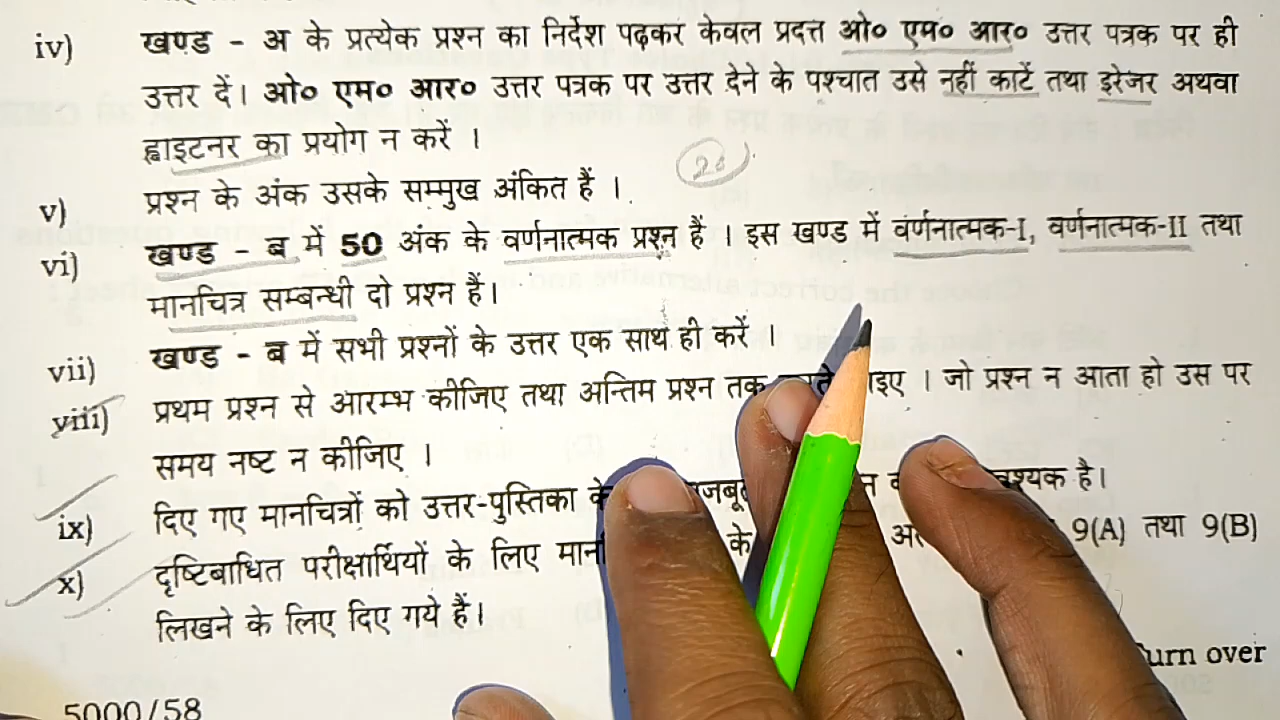 iv) खण्ड - अ के प्रत्येक प्रश्न का निर्देश पढ़कर केवल प्रदत्त ओ० एम० आर० उत्तर पत्रक पर ही
उत्तर दें। ओ० एम० आर० उत्तर पत्रक पर उत्तर देने के पश्चात उसे नहीं काटें तथा इरेजर अथवा
ह्वाइटनर का प्रयोग न करें ।
v) प्रश्न के अंक उसके सम्मुख अंकित हैं ।
vi) खण्ड - ब में 50 अंक के वर्णनात्मक प्रश्न हैं । इस खण्ड में वर्णनात्मक-I, वर्णनात्मक-II तथा
मानचित्र सम्बन्धी दो प्रश्न हैं।
vii) खण्ड - ब में सभी प्रश्नों के उत्तर एक साथ ही करें ।
viii) प्रथम प्रश्न से आरम्भ कीजिए तथा अन्तिम प्रश्न तक । जो प्रश्न न आता हो उस पर
समय नष्ट न कीजिए ।
ix) दिए गए मानचित्रों को उत्तर-पुस्तिका के है।
x) दृष्टिबाधित परीक्षार्थियों के लिए के 9(A) तथा 9(B)
लिखने के लिए दिए गये हैं।
over
5000/58